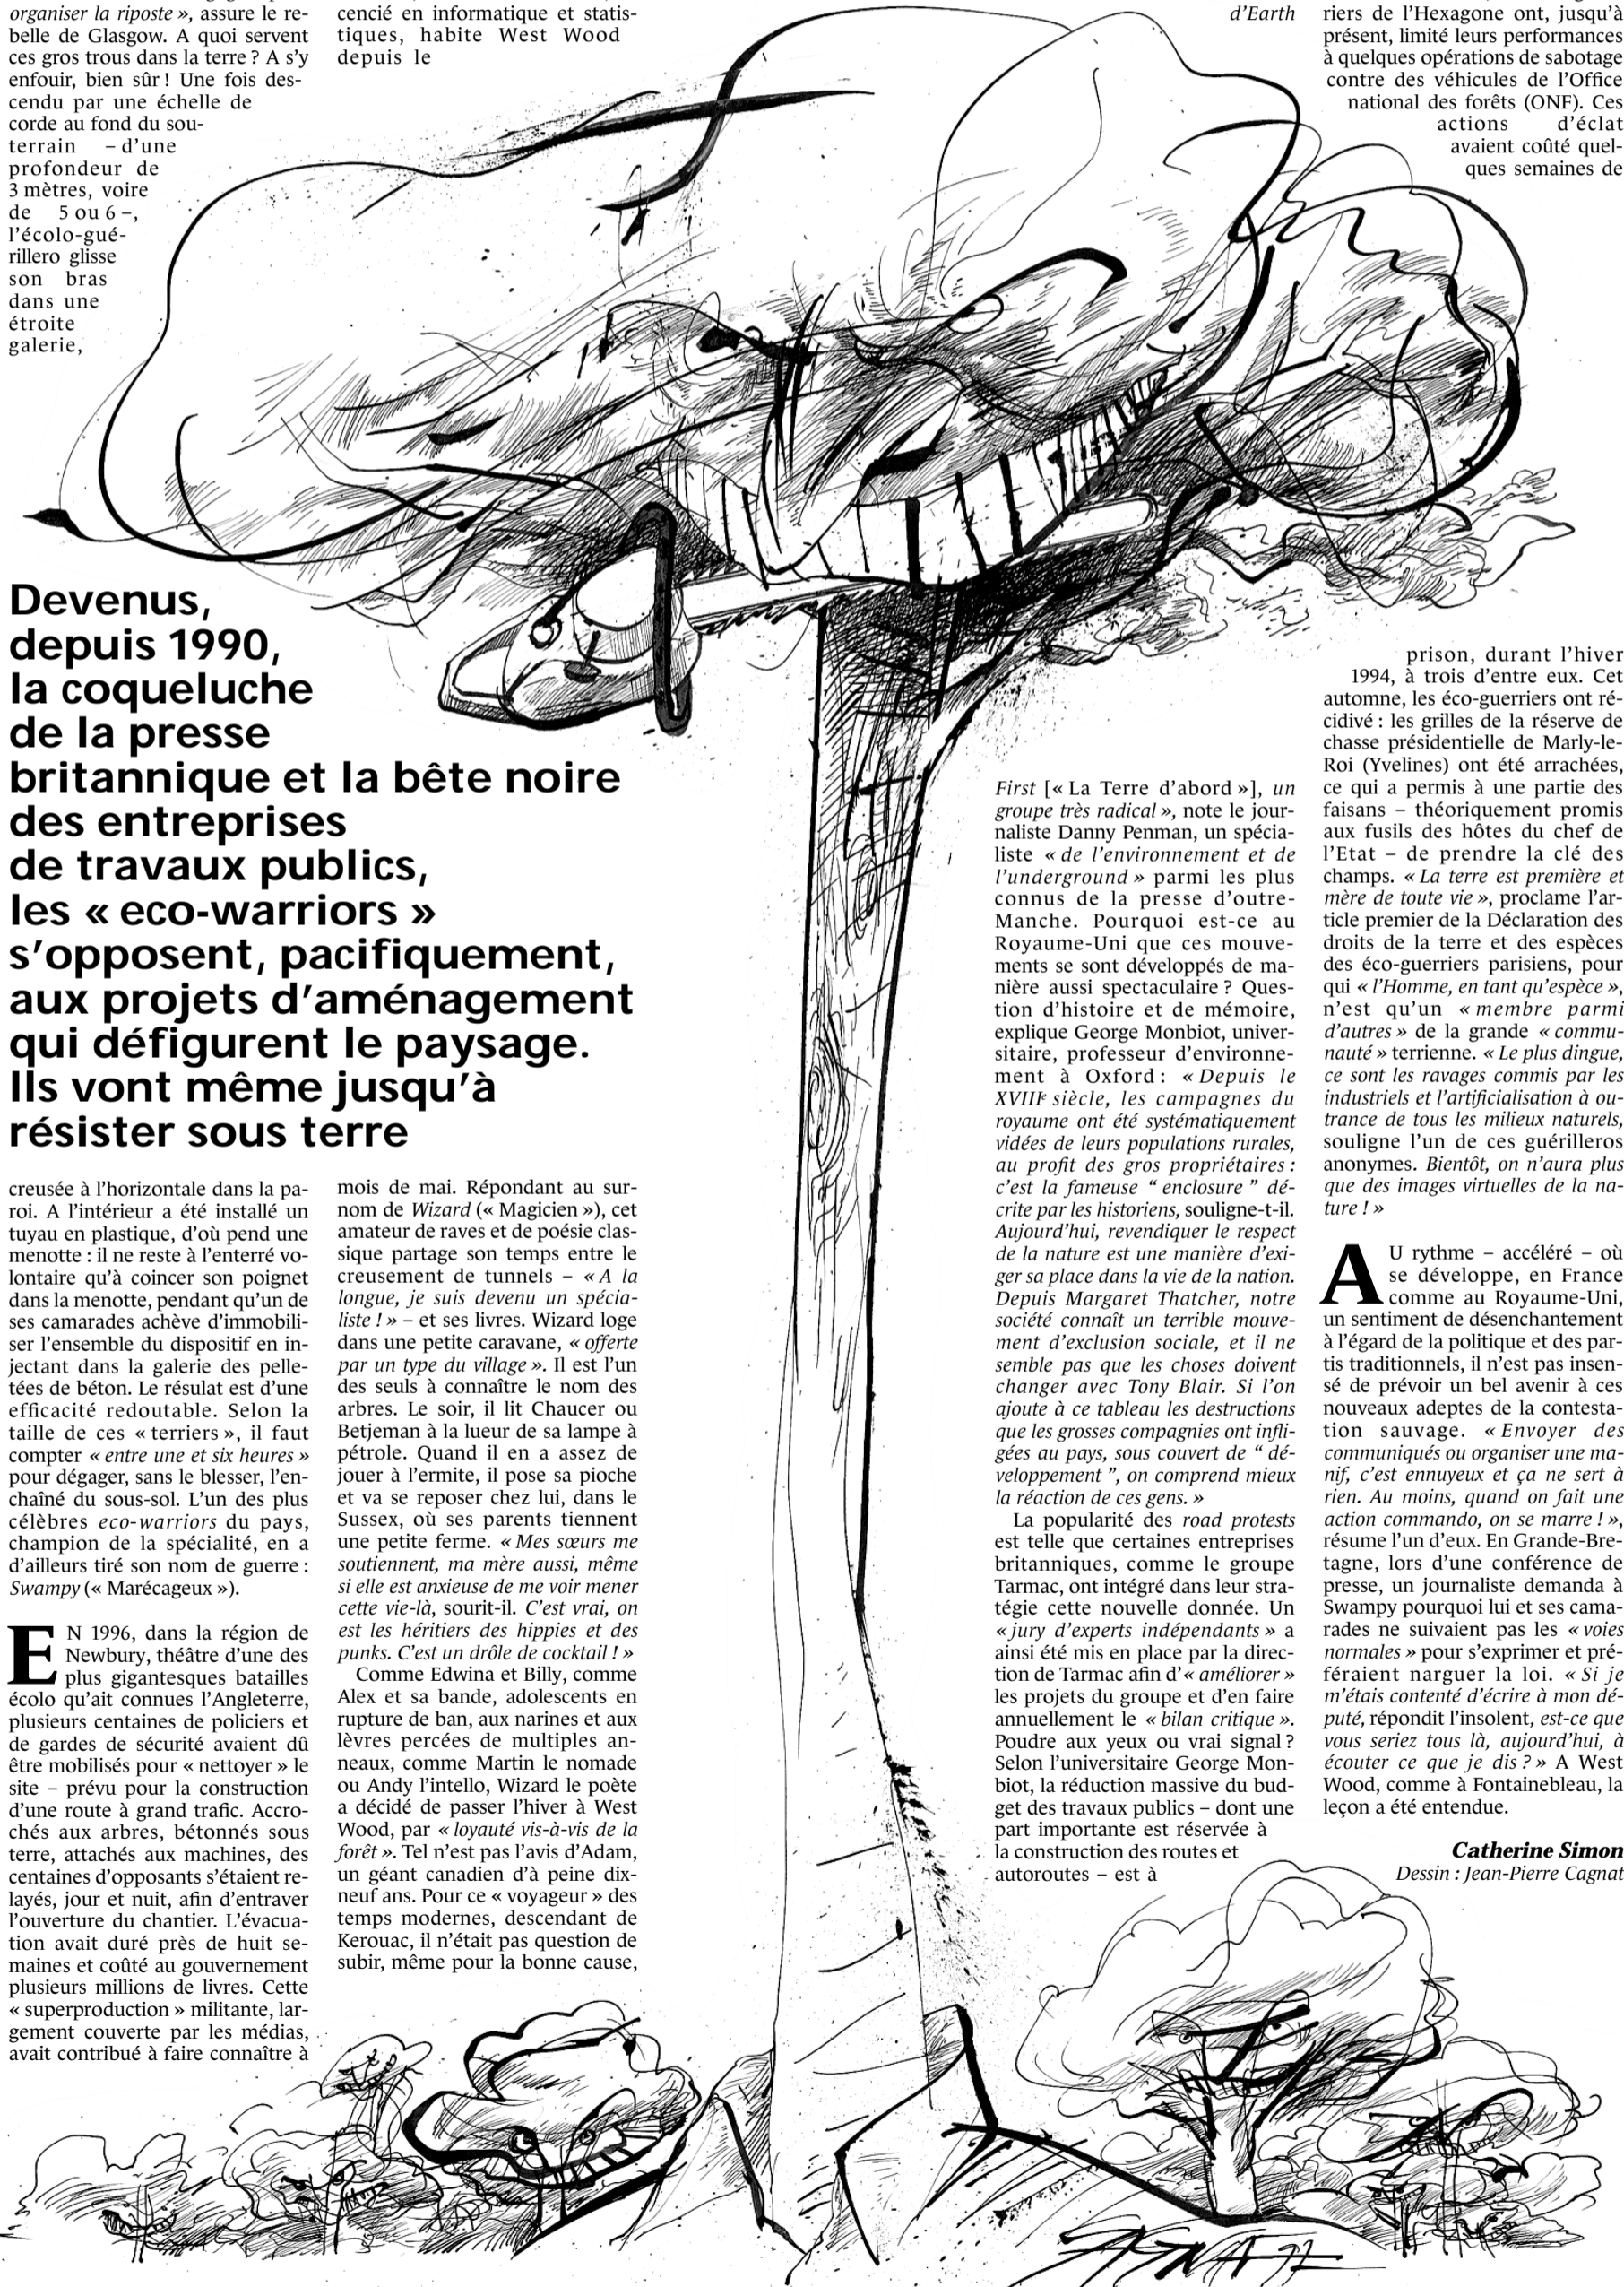 organiser la riposte », assure le re-
belle de Glasgow. A quoi servent
ces gros trous dans la terre ? A s'y
enfouir, bien sûr ! Une fois des-
cendu par une échelle de
corde au fond du sou-
terrain – d'une
profondeur de
3 mètres, voire
de 5 ou 6 –,
l'écolo-gué-
rillero glisse
son bras
dans une
étroite
galerie,
Devenus,
depuis 1990,
la coqueluche
de la presse
britannique et la bête noire
des entreprises
de travaux publics,
les « eco-warriors »
s'opposent, pacifiquement,
aux projets d'aménagement
qui défigurent le paysage.
Ils vont même jusqu'à
résister sous terre
creusée à l'horizontale dans la pa-
roi. A l'intérieur a été installé un
tuyau en plastique, d'où pend une
menotte : il ne reste à l'enterré vo-
lontaire qu'à coincer son poignet
dans la menotte, pendant qu'un de
ses camarades achève d'immobili-
ser l'ensemble du dispositif en in-
jectant dans la galerie des pelle-
tées de béton. Le résulat est d'une
efficacité redoutable. Selon la
taille de ces « terriers », il faut
compter « entre une et six heures »
pour dégager, sans le blesser, l'en-
chaîné du sous-sol. L'un des plus
célèbres eco-warriors du pays,
champion de la spécialité, en a
d'ailleurs tiré son nom de guerre :
Swampy (« Marécageux »).
EN 1996, dans la région de
Newbury, théâtre d'une des
plus gigantesques batailles
écolo qu'ait connues l'Angleterre,
plusieurs centaines de policiers et
de gardes de sécurité avaient dû
être mobilisés pour « nettoyer » le
site – prévu pour la construction
d'une route à grand trafic. Accro-
chés aux arbres, bétonnés sous
terre, attachés aux machines, des
centaines d'opposants s'étaient re-
layés, jour et nuit, afin d'entraver
l'ouverture du chantier. L'évacua-
tion avait duré près de huit se-
maines et coûté au gouvernement
plusieurs millions de livres. Cette
« superproduction » militante, lar-
gement couverte par les médias,
avait contribué à faire connaître à
cencié en informatique et statis-
tiques, habite West Wood
depuis le
mois de mai. Répondant au sur-
nom de Wizard (« Magicien »), cet
amateur de raves et de poésie clas-
sique partage son temps entre le
creusement de tunnels – « A la
longue, je suis devenu un spécia-
liste ! » – et ses livres. Wizard loge
dans une petite caravane, « offerte
par un type du village ». Il est l'un
des seuls à connaître le nom des
arbres. Le soir, il lit Chaucer ou
Betjeman à la lueur de sa lampe à
pétrole. Quand il en a assez de
jouer à l'ermite, il pose sa pioche
et va se reposer chez lui, dans le
Sussex, où ses parents tiennent
une petite ferme. « Mes sœurs me
soutiennent, ma mère aussi, même
si elle est anxieuse de me voir mener
cette vie-là, sourit-il. C'est vrai, on
est les héritiers des hippies et des
punks. C'est un drôle de cocktail ! »
Comme Edwina et Billy, comme
Alex et sa bande, adolescents en
rupture de ban, aux narines et aux
lèvres percées de multiples an-
neaux, comme Martin le nomade
ou Andy l'intello, Wizard le poète
a décidé de passer l'hiver à West
Wood, par « loyauté vis-à-vis de la
forêt ». Tel n'est pas l'avis d'Adam,
un géant canadien d'à peine dix-
neuf ans. Pour ce « voyageur » des
temps modernes, descendant de
Kerouac, il n'était pas question de
subir, même pour la bonne cause,
d'Earth
First [« La Terre d'abord »], un
groupe très radical », note le jour-
naliste Danny Penman, un spécia-
liste « de l'environnement et de
l'underground » parmi les plus
connus de la presse d'outre-
Manche. Pourquoi est-ce au
Royaume-Uni que ces mouve-
ments se sont développés de ma-
nière aussi spectaculaire ? Ques-
tion d'histoire et de mémoire,
explique George Monbiot, univer-
sitaire, professeur d'environne-
ment à Oxford : « Depuis le
XVIIIe siècle, les campagnes du
royaume ont été systématiquement
vidées de leurs populations rurales,
au profit des gros propriétaires :
c'est la fameuse " enclosure " dé-
crite par les historiens, souligne-t-il.
Aujourd'hui, revendiquer le respect
de la nature est une manière d'exi-
ger sa place dans la vie de la nation.
Depuis Margaret Thatcher, notre
société connaît un terrible mouve-
ment d'exclusion sociale, et il ne
semble pas que les choses doivent
changer avec Tony Blair. Si l'on
ajoute à ce tableau les destructions
que les grosses compagnies ont infli-
gées au pays, sous couvert de " dé-
veloppement ", on comprend mieux
la réaction de ces gens. »
La popularité des road protests
est telle que certaines entreprises
britanniques, comme le groupe
Tarmac, ont intégré dans leur stra-
tégie cette nouvelle donnée. Un
« jury d'experts indépendants » a
ainsi été mis en place par la direc-
tion de Tarmac afin d'« améliorer »
les projets du groupe et d'en faire
annuellement le « bilan critique ».
Poudre aux yeux ou vrai signal ?
Selon l'universitaire George Mon-
biot, la réduction massive du bud-
get des travaux publics – dont une
part importante est réservée à
la construction des routes et
autoroutes – est à
riers de l'Hexagone ont, jusqu'à
présent, limité leurs performances
à quelques opérations de sabotage
contre des véhicules de l'Office
national des forêts (ONF). Ces
actions d'éclat
avaient coûté quel-
ques semaines de
prison, durant l'hiver
1994, à trois d'entre eux. Cet
automne, les éco-guerriers ont ré-
cidivé : les grilles de la réserve de
chasse présidentielle de Marly-le-
Roi (Yvelines) ont été arrachées,
ce qui a permis à une partie des
faisans – théoriquement promis
aux fusils des hôtes du chef de
l'Etat – de prendre la clé des
champs. « La terre est première et
mère de toute vie », proclame l'ar-
ticle premier de la Déclaration des
droits de la terre et des espèces
des éco-guerriers parisiens, pour
qui « l'Homme, en tant qu'espèce »,
n'est qu'un « membre parmi
d'autres » de la grande « commu-
nauté » terrienne. « Le plus dingue,
ce sont les ravages commis par les
industriels et l'artificialisation à ou-
trance de tous les milieux naturels,
souligne l'un de ces guérilleros
anonymes. Bientôt, on n'aura plus
que des images virtuelles de la na-
ture ! »
AU rythme – accéléré – où
se développe, en France
comme au Royaume-Uni,
un sentiment de désenchantement
à l'égard de la politique et des par-
tis traditionnels, il n'est pas insen-
sé de prévoir un bel avenir à ces
nouveaux adeptes de la contesta-
tion sauvage. « Envoyer des
communiqués ou organiser une ma-
nif, c'est ennuyeux et ça ne sert à
rien. Au moins, quand on fait une
action commando, on se marre ! »,
résume l'un d'eux. En Grande-Bre-
tagne, lors d'une conférence de
presse, un journaliste demanda à
Swampy pourquoi lui et ses cama-
rades ne suivaient pas les « voies
normales » pour s'exprimer et pré-
féraient narguer la loi. « Si je
m'étais contenté d'écrire à mon dé-
puté, répondit l'insolent, est-ce que
vous seriez tous là, aujourd'hui, à
écouter ce que je dis ? » A West
Wood, comme à Fontainebleau, la
leçon a été entendue.
Catherine Simon
Dessin : Jean-Pierre Cagnat